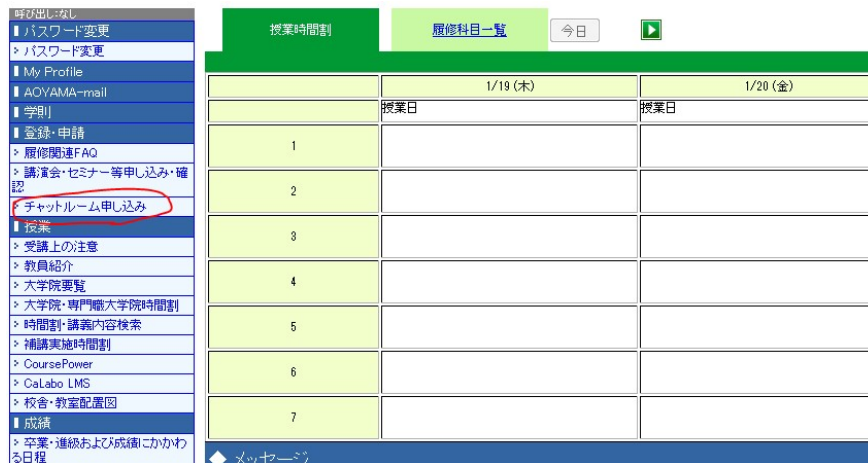 呼び出し:なし
パスワード変更
パスワード変更
My Profile
AOYAMA-mail
学則
登録・申請
履修関連FAQ
講演会・セミナー等申し込み・確
認
チャットルーム申し込み
授業
受講上の注意
教員紹介
大学院要覧
大学院・専門職大学院時間割
時間割・講義内容検索
補講実施時間割
CoursePower
CaLabo LMS
校舎・教室配置図
成績
卒業・進級および成績にかかわ
る日程
授業時間割 履修科目一覧 今日
1/19 (木) 1/20 (金)
授業日 授業日
1
2
3
4
5
6
7
◆ メッセージ